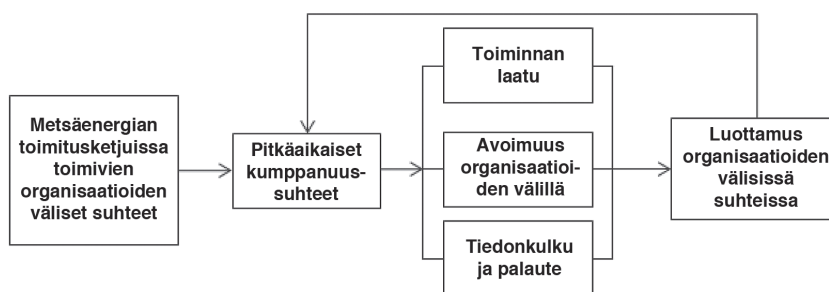 Metsäenergian
toimitusketjuissa
toimivien
organisaatioiden
väliset suhteet
Pitkäaikaiset
kumppanuus-
suhteet
Toiminnan
laatu
Avoimuus
organisaatioi-
den välillä
Tiedonkulku
ja palaute
Luottamus
organisaatioiden
välisissä
suhteissa